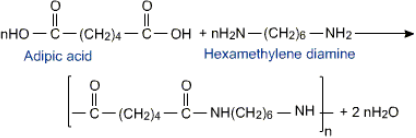 O O
nHO—C—(CH₂)₄—C—OH + nH₂N—(CH₂)₆—NH₂
Adipic acid Hexamethylene diamine
O O
[—C—(CH₂)₄—C—NH(CH₂)₆—NH—]n + 2 nH₂O